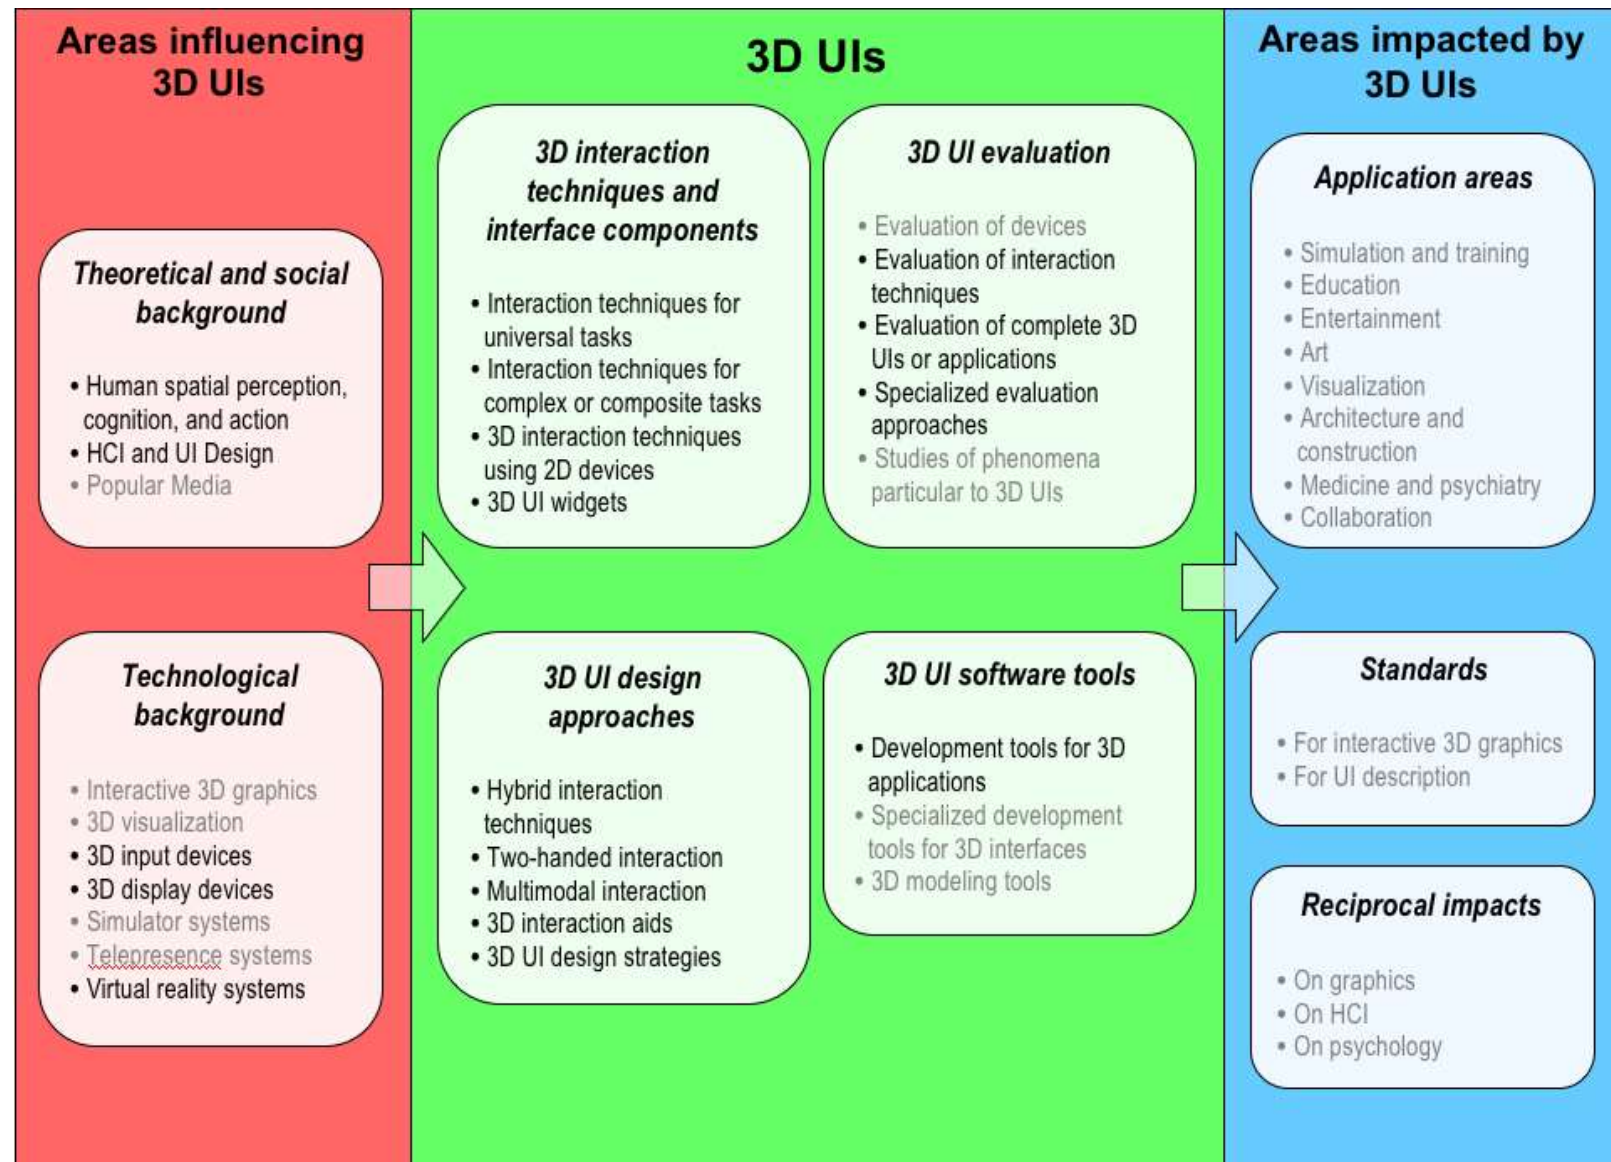 Areas influencing
3D UIs
Theoretical and social
background
• Human spatial perception,
cognition, and action
• HCI and UI Design
• Popular Media
Technological
background
• Interactive 3D graphics
• 3D visualization
• 3D input devices
• 3D display devices
• Simulator systems
• Telepresence systems
• Virtual reality systems
3D UIs
3D interaction
techniques and
interface components
• Interaction techniques for
universal tasks
• Interaction techniques for
complex or composite tasks
• 3D interaction techniques
using 2D devices
• 3D UI widgets
3D UI evaluation
• Evaluation of devices
• Evaluation of interaction
techniques
• Evaluation of complete 3D
UIs or applications
• Specialized evaluation
approaches
• Studies of phenomena
particular to 3D UIs
3D UI design
approaches
• Hybrid interaction
techniques
• Two-handed interaction
• Multimodal interaction
• 3D interaction aids
• 3D UI design strategies
3D UI software tools
• Development tools for 3D
applications
• Specialized development
tools for 3D interfaces
• 3D modeling tools
Areas impacted by
3D UIs
Application areas
• Simulation and training
• Education
• Entertainment
• Art
• Visualization
• Architecture and
construction
• Medicine and psychiatry
• Collaboration
Standards
• For interactive 3D graphics
• For UI description
Reciprocal impacts
• On graphics
• On HCI
• On psychology